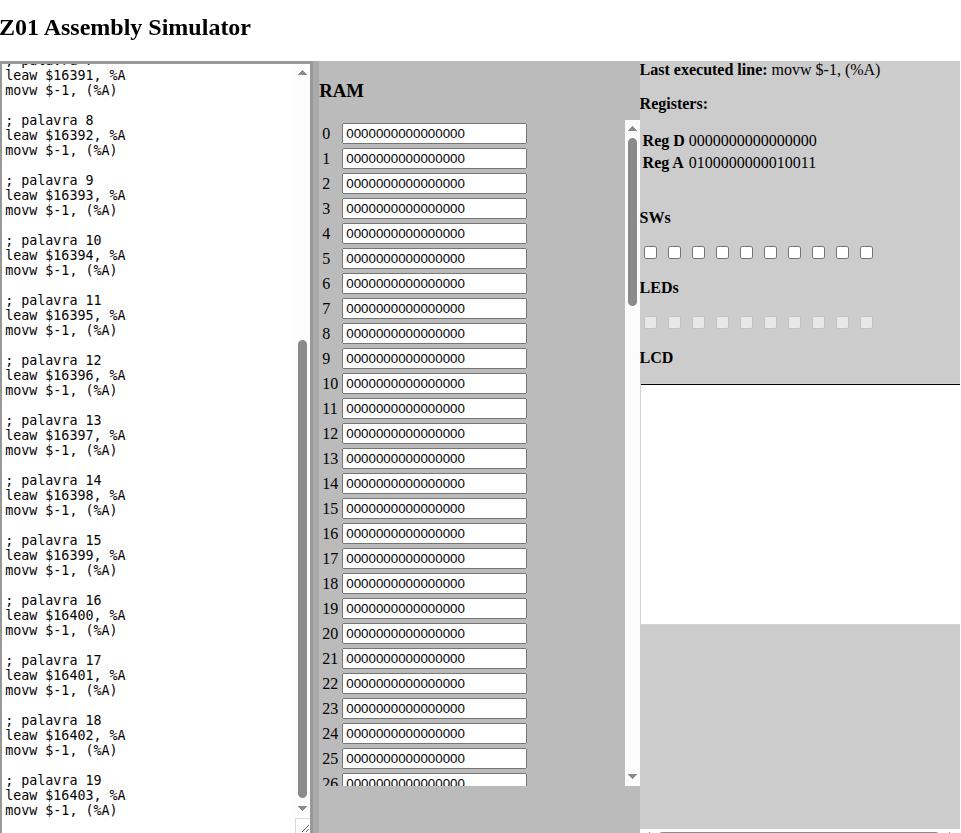 Z01 Assembly Simulator
leaw $16391, %A
movw $-1, (%A)
; palavra 8
leaw $16392, %A
movw $-1, (%A)
; palavra 9
leaw $16393, %A
movw $-1, (%A)
; palavra 10
leaw $16394, %A
movw $-1, (%A)
; palavra 11
leaw $16395, %A
movw $-1, (%A)
; palavra 12
leaw $16396, %A
movw $-1, (%A)
; palavra 13
leaw $16397, %A
movw $-1, (%A)
; palavra 14
leaw $16398, %A
movw $-1, (%A)
; palavra 15
leaw $16399, %A
movw $-1, (%A)
; palavra 16
leaw $16400, %A
movw $-1, (%A)
; palavra 17
leaw $16401, %A
movw $-1, (%A)
; palavra 18
leaw $16402, %A
movw $-1, (%A)
; palavra 19
leaw $16403, %A
movw $-1, (%A)
RAM
0 0000000000000000
1 0000000000000000
2 0000000000000000
3 0000000000000000
4 0000000000000000
5 0000000000000000
6 0000000000000000
7 0000000000000000
8 0000000000000000
9 0000000000000000
10 0000000000000000
11 0000000000000000
12 0000000000000000
13 0000000000000000
14 0000000000000000
15 0000000000000000
16 0000000000000000
17 0000000000000000
18 0000000000000000
19 0000000000000000
20 0000000000000000
21 0000000000000000
22 0000000000000000
23 0000000000000000
24 0000000000000000
25 0000000000000000
26 0000000000000000
Last executed line: movw $-1, (%A)
Registers:
Reg D 0000000000000000
Reg A 0100000000010011
SWs
LEDs
LCD